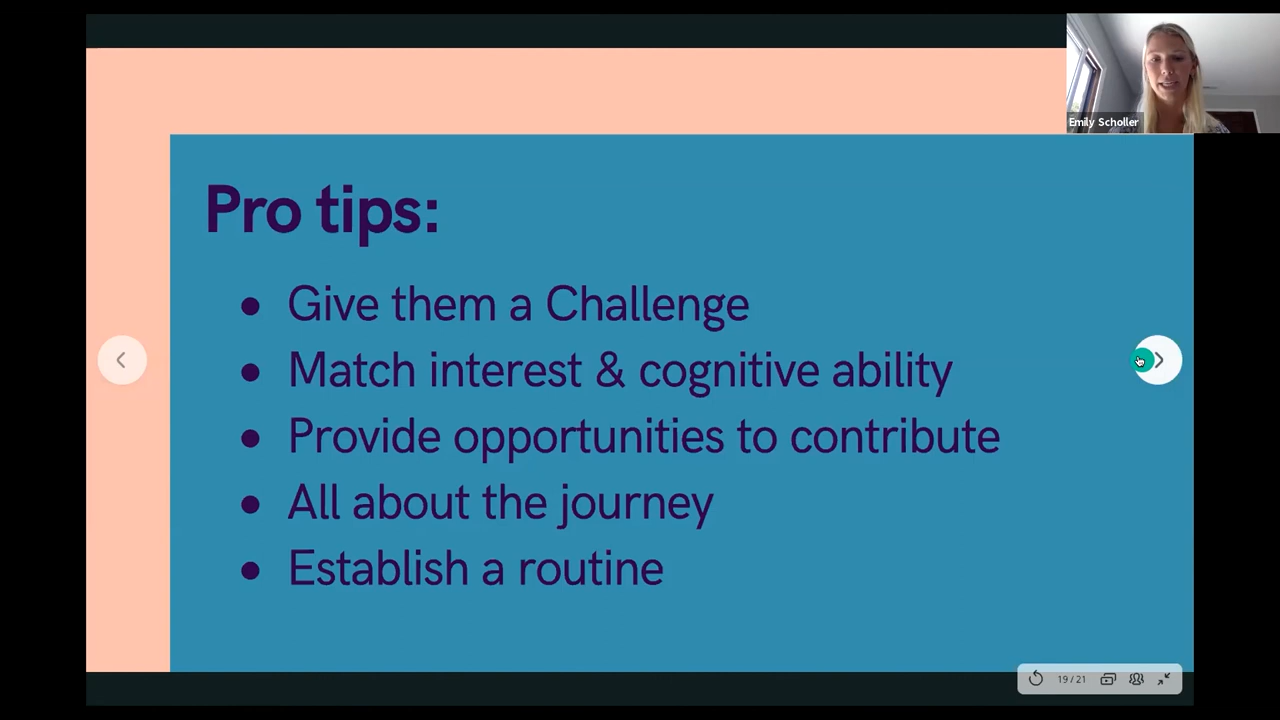 Emily Scholler
Pro tips:
• Give them a Challenge
• Match interest & cognitive ability
• Provide opportunities to contribute
• All about the journey
• Establish a routine
19 / 21